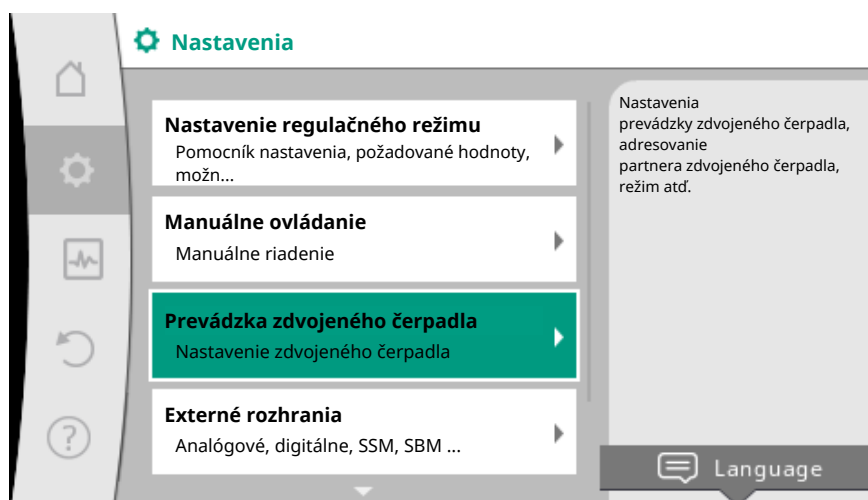 Nastavenia
Nastavenie regulačného režimu
Pomocník nastavenia, požadované hodnoty,
možn...
Manuálne ovládanie
Manuálne riadenie
Prevádzka zdvojeného čerpadla
Nastavenie zdvojeného čerpadla
Externé rozhrania
Analógové, digitálne, SSM, SBM ...
Nastavenia
prevádzky zdvojeného čerpadla,
adresovanie
partnera zdvojeného čerpadla,
režim atď.
Language